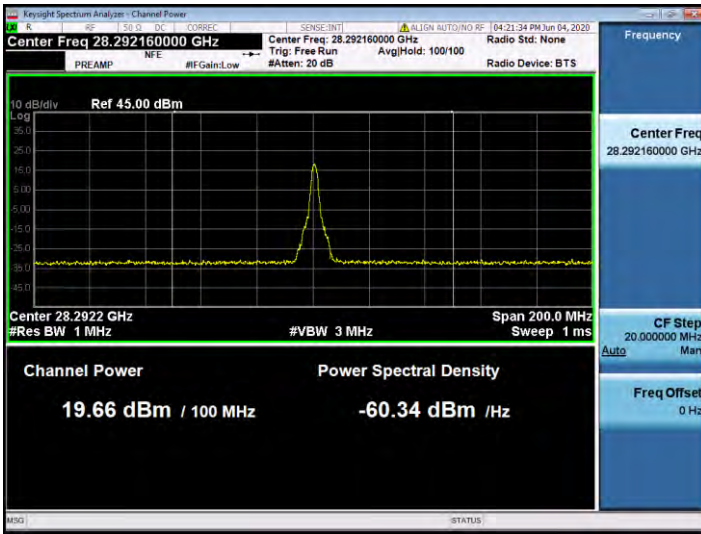 Keysight Spectrum Analyzer - Channel Power
R RF 50 Ω DC CORREC SENSE:INT ALIGN AUTO/NO RF 04:21:34 PM Jun 04, 2020
Center Freq 28.292160000 GHz
Center Freq: 28.292160000 GHz
Radio Std: None
NFE
Trig: Free Run
Avg|Hold: 100/100
PREAMP
#IFGain:Low
#Atten: 20 dB
Radio Device: BTS
10 dB/div
Ref 45.00 dBm
Log
35.0
25.0
15.0
5.00
-5.00
-15.0
-25.0
-35.0
-45.0
Center 28.2922 GHz
Span 200.0 MHz
#Res BW 1 MHz
#VBW 3 MHz
Sweep 1 ms
Channel Power
Power Spectral Density
19.66 dBm / 100 MHz
-60.34 dBm /Hz
MSG
STATUS
Frequency
Center Freq
28.292160000 GHz
CF Step
20.000000 MHz
Auto Man
Freq Offset
0 Hz